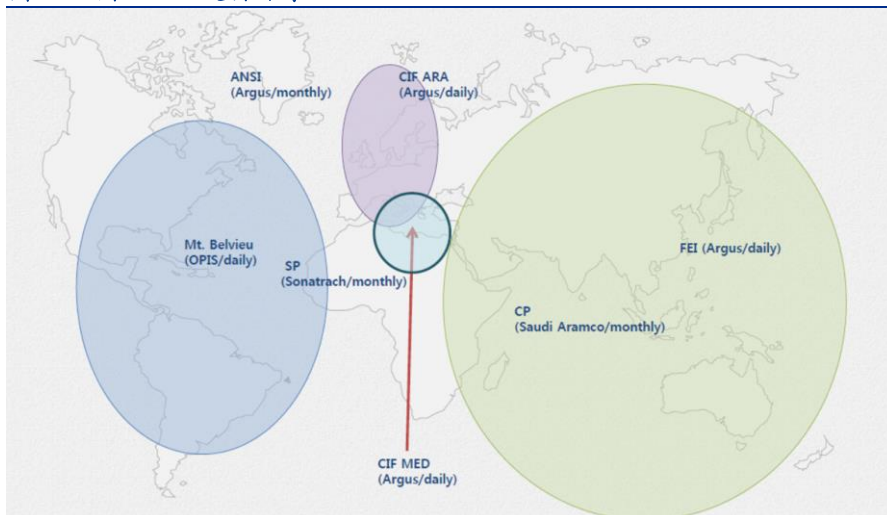 ANSI
(Argus/monthly)
CIF ARA
(Argus/daily)
Mt. Belvieu
(OPIS/daily)
SP
(Sonatrach/monthly)
FEI (Argus/daily)
CP
(Saudi Aramco/monthly)
CIF MED
(Argus/daily)